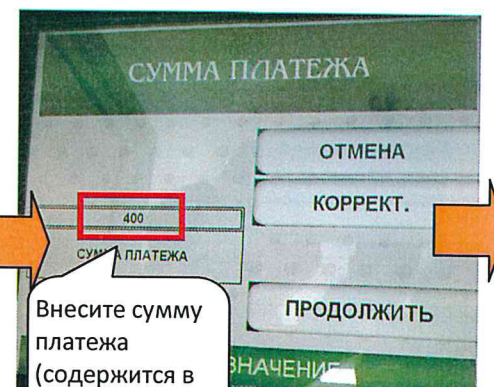 СУММА ПЛАТЕЖА
ОТМЕНА
КОРРЕКТ.
400
ПЛАТЕЖА
ПРОДОЛЖИТЬ
Внесите сумму
платежа
(содержится в